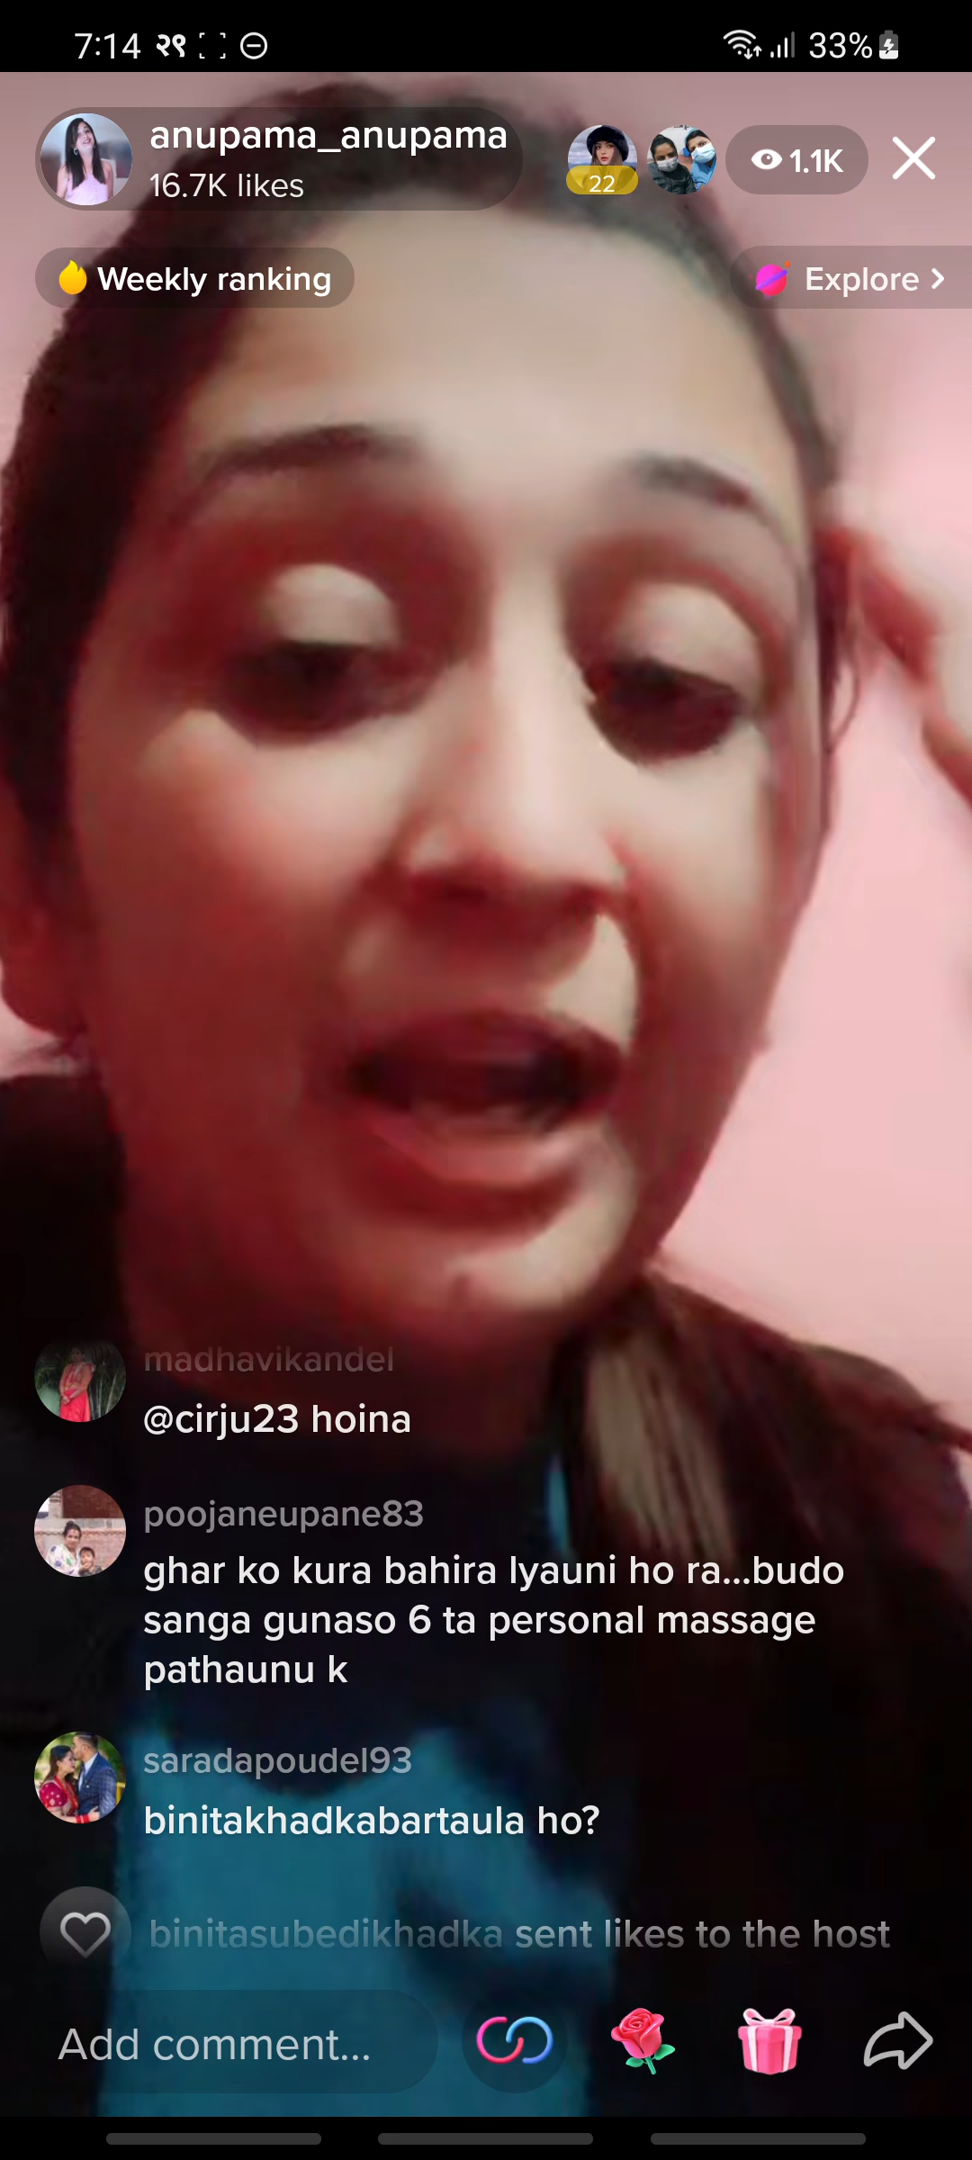 7:14 २९ 33%
anupama_anupama
16.7K likes
22
1.1K
Weekly ranking
Explore
madhavikandel
@cirju23 hoina
poojaneupane83
ghar ko kura bahira lyauni ho ra...budo
sanga gunaso 6 ta personal massage
pathaunu k
saradapoudel93
binitakhadkabartaula ho?
binitasubedikhadka sent likes to the host
Add comment...